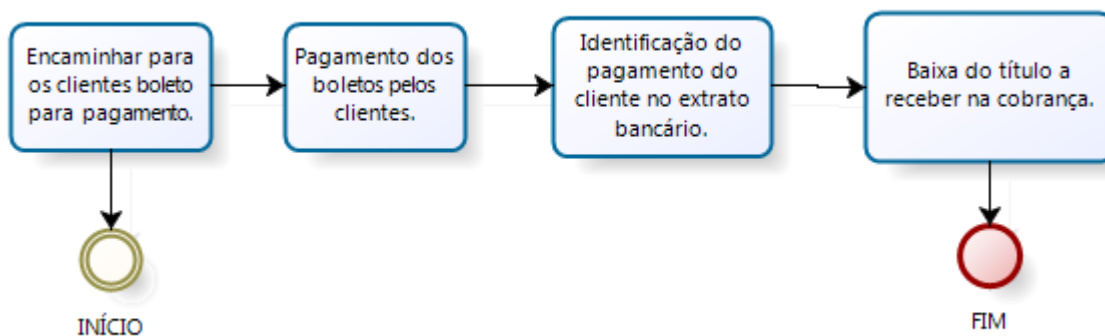 Encaminhar para
os clientes boleto
para pagamento.
Pagamento dos
boletos pelos
clientes.
Identificação do
pagamento do
cliente no extrato
bancário.
Baixa do título a
receber na cobrança.
INÍCIO
FIM